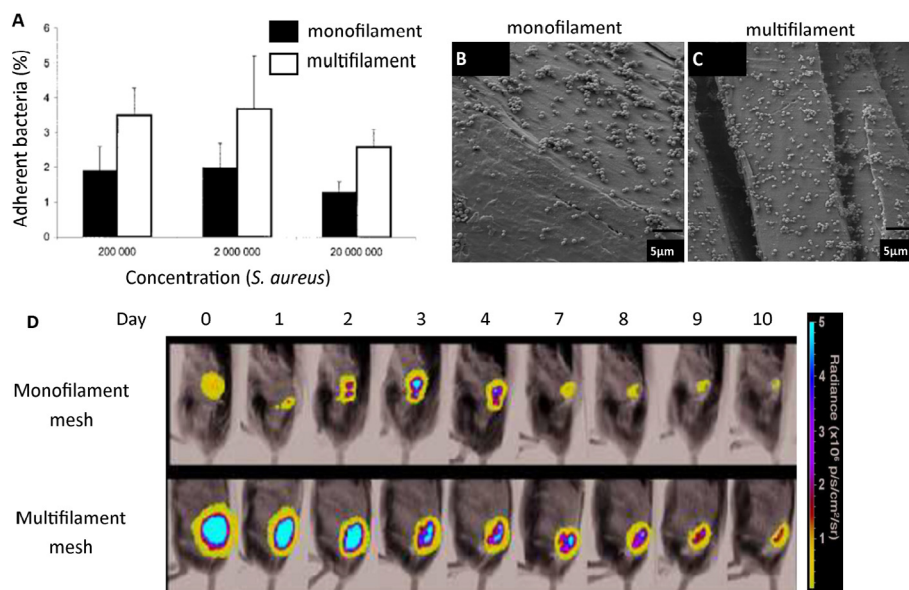 A
6
5
4
3
2
1
0
Adherent bacteria (%)
monofilament
multifilament
200 000
2 000 000
20 000 000
Concentration (S. aureus)
monofilament
multifilament
B
5μm
C
5μm
D
Day 0 1 2 3 4 7 8 9 10
Monofilament
mesh
Multifilament
mesh
5
4
3
2
1
Radiance (x10⁶ p/s/cm²/sr)